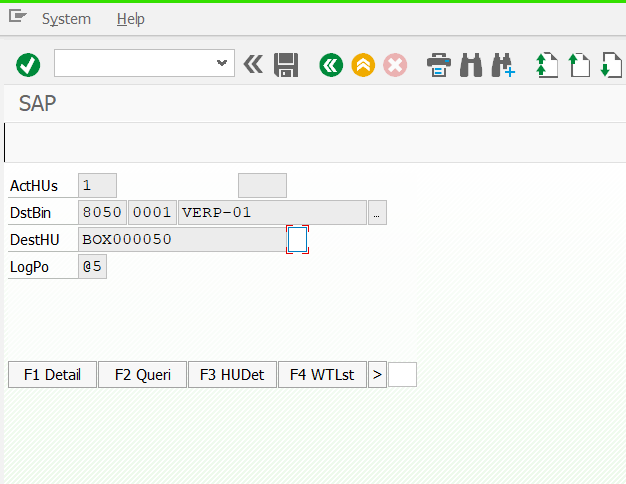 System Help
SAP
ActHUs 1
DstBin 8050 0001 VERP-01 ...
DestHU BOX000050
LogPo @5
F1 Detail F2 Queri F3 HUDet F4 WTLst >